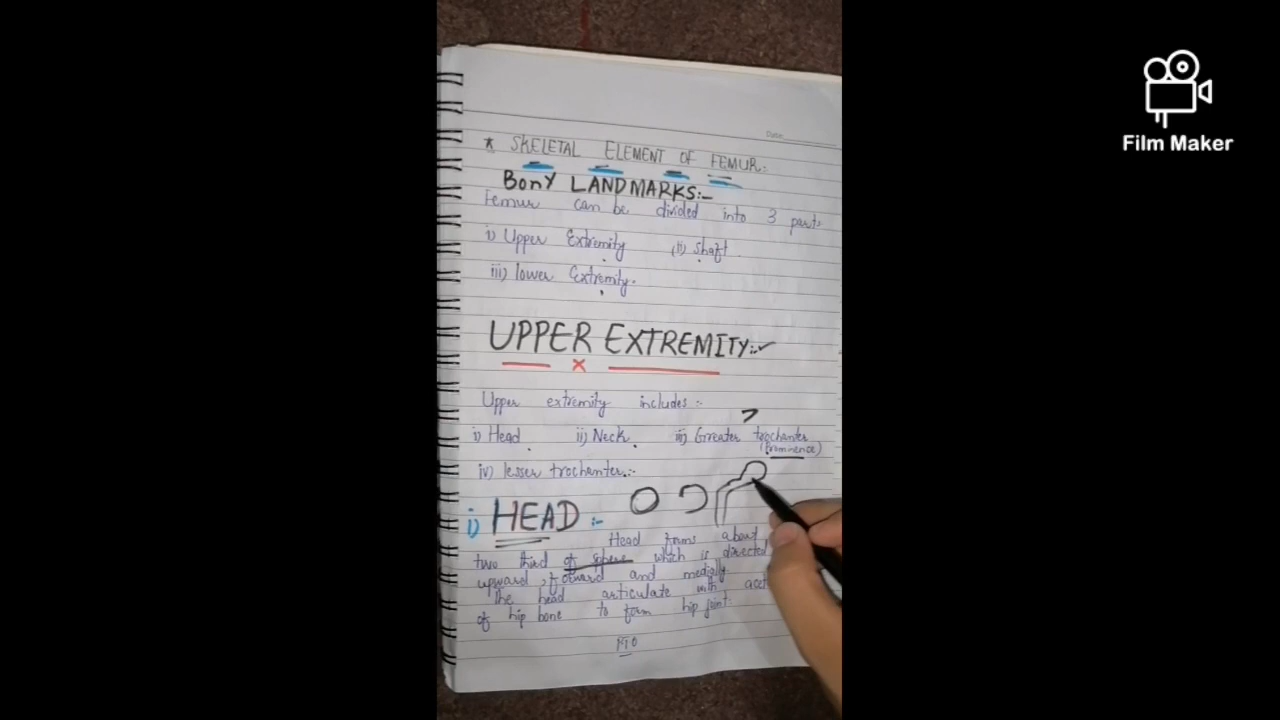 Date:
* SKELETAL ELEMENT OF FEMUR:-
BONY LANDMARKS:-
Femur can be divided into 3 parts
i) Upper Extremity (ii) shaft.
iii) lower Extremity.
UPPER EXTREMITY:-
Upper extremity includes :-
i) Head ii) Neck iii) Greater trochanter
(Prominence)
iv) lesser trochanter :-
i) HEAD :-
Head forms about
two third of sphere which is directed
upward, forward and medially.
The head articulate with acet
of hip bone to form hip joint.
PTO
Film Maker